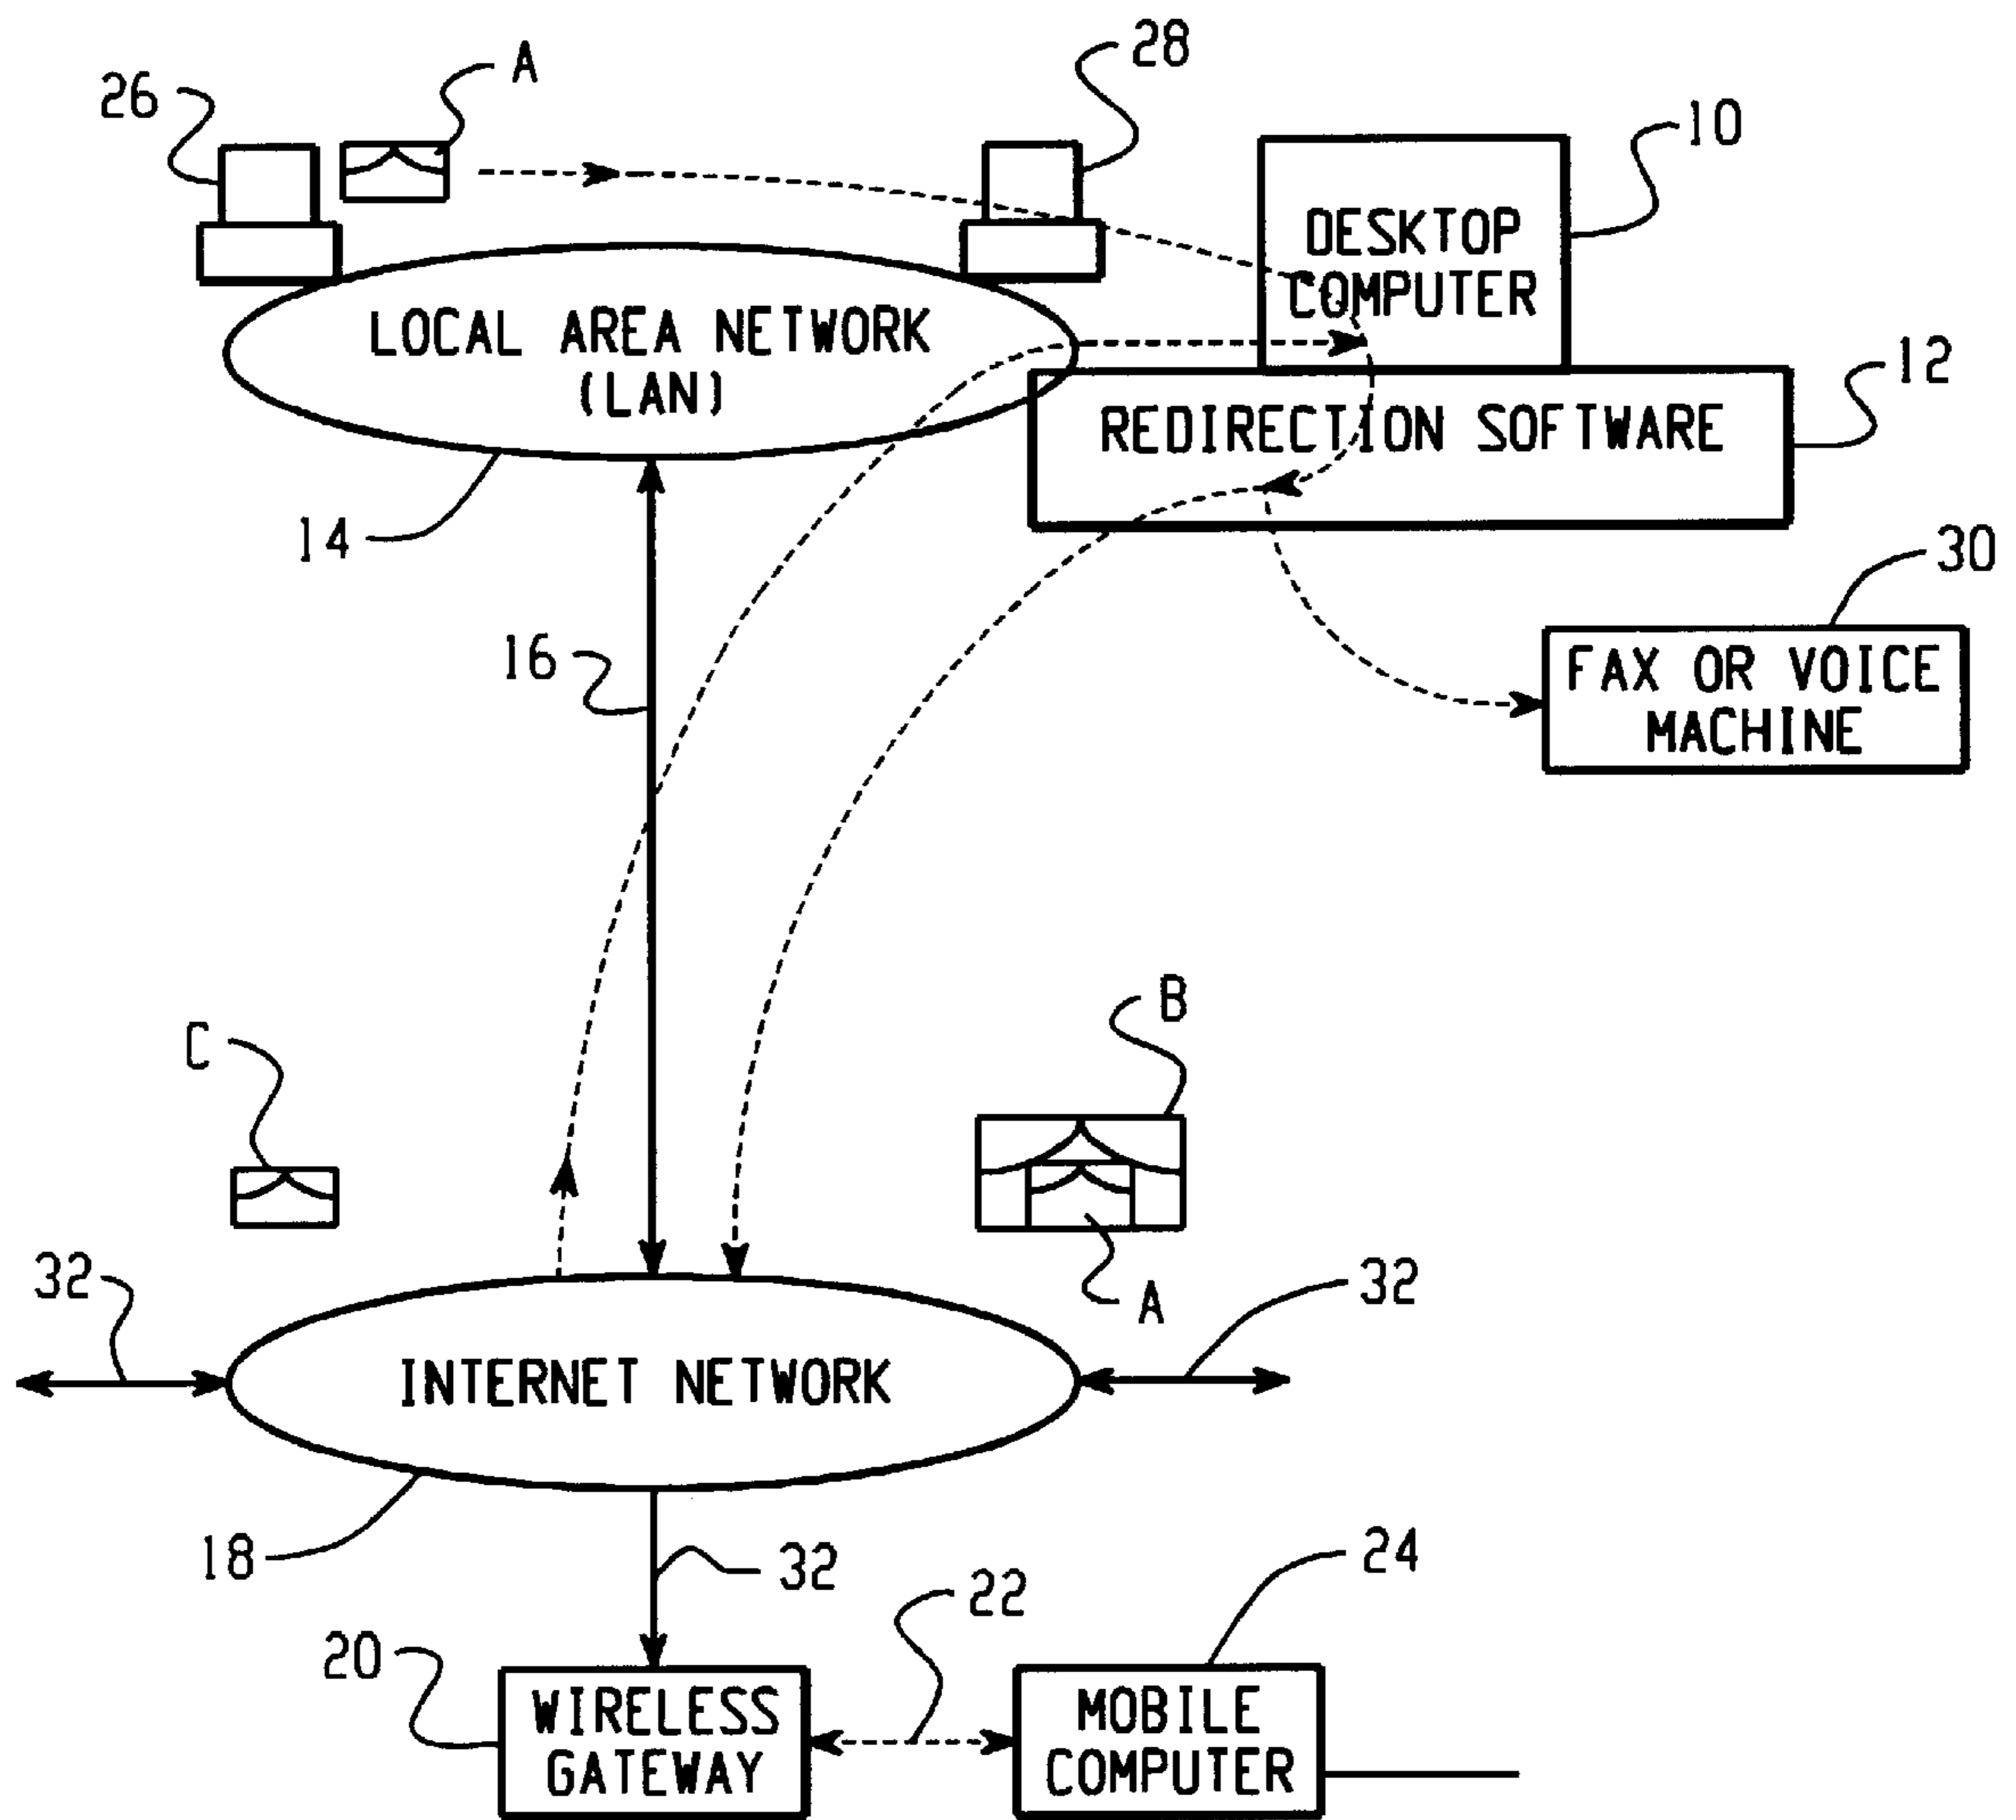 26
A
28
10
DESKTOP
COMPUTER
LOCAL AREA NETWORK
(LAN)
12
REDIRECTION SOFTWARE
14
30
16
FAX OR VOICE
MACHINE
B
C
32
A
32
INTERNET NETWORK
18
32
24
22
20
WIRELESS
GATEWAY
MOBILE
COMPUTER